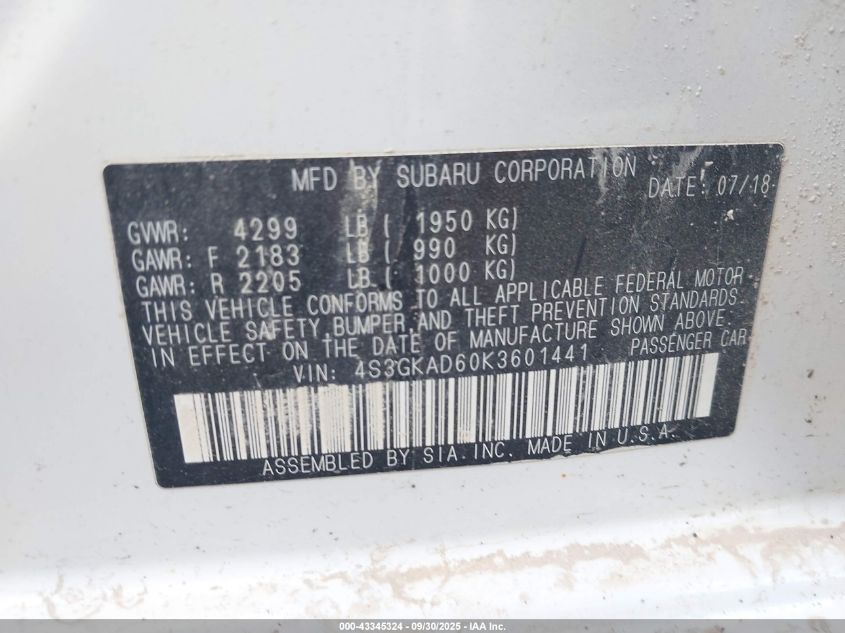 MFD BY SUBARU CORPORATION DATE: 07/18
GVWR: 4299 LB ( 1950 KG)
GAWR: F 2183 LB ( 990 KG)
GAWR: R 2205 LB ( 1000 KG)
THIS VEHICLE CONFORMS TO ALL APPLICABLE FEDERAL MOTOR
VEHICLE SAFETY BUMPER, AND THEFT PREVENTION STANDARDS
IN EFFECT ON THE DATE OF MANUFACTURE SHOWN ABOVE.
VIN: 4S3GKAD60K3601441 PASSENGER CAR
ASSEMBLED BY SIA. INC. MADE IN U.S.A.
000-43345324 - 09/30/2025 - IAA Inc.